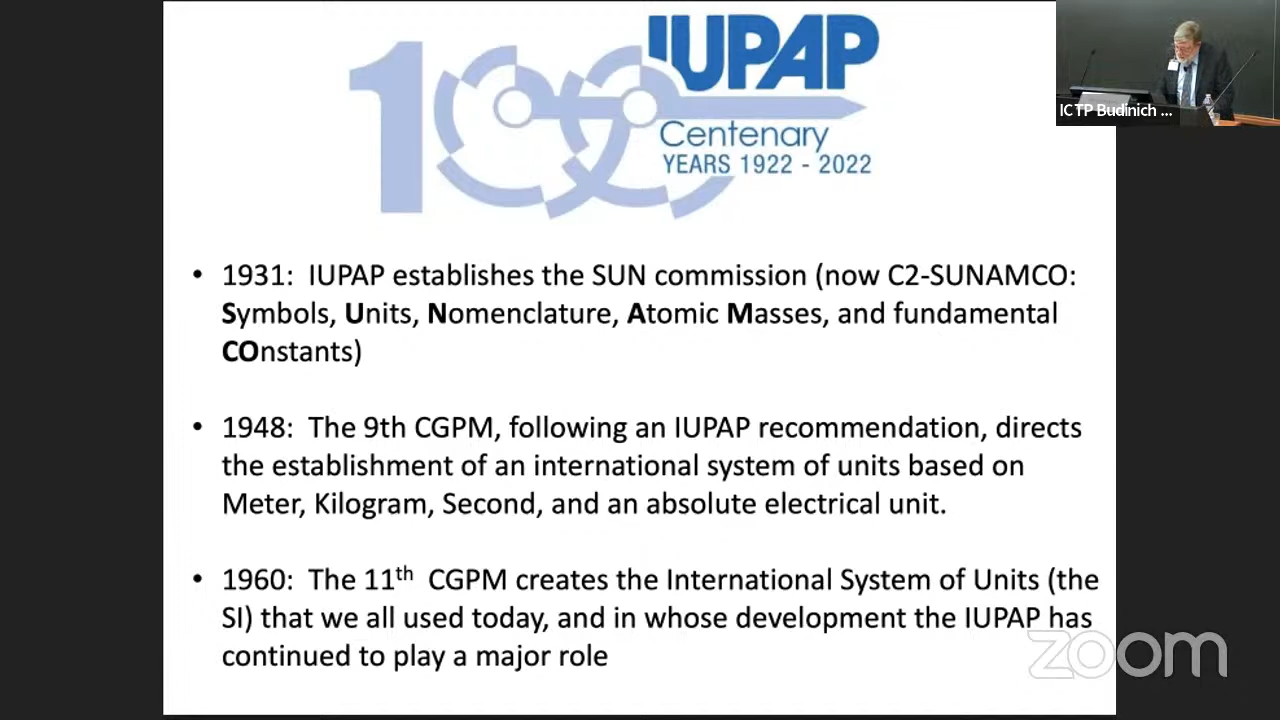 100
IUPAP
Centenary
YEARS 1922 - 2022
ICTP Budinich ...
• 1931: IUPAP establishes the SUN commission (now C2-SUNAMCO:
Symbols, Units, Nomenclature, Atomic Masses, and fundamental
COnstants)
• 1948: The 9th CGPM, following an IUPAP recommendation, directs
the establishment of an international system of units based on
Meter, Kilogram, Second, and an absolute electrical unit.
• 1960: The 11th CGPM creates the International System of Units (the
SI) that we all used today, and in whose development the IUPAP has
continued to play a major role
zoom